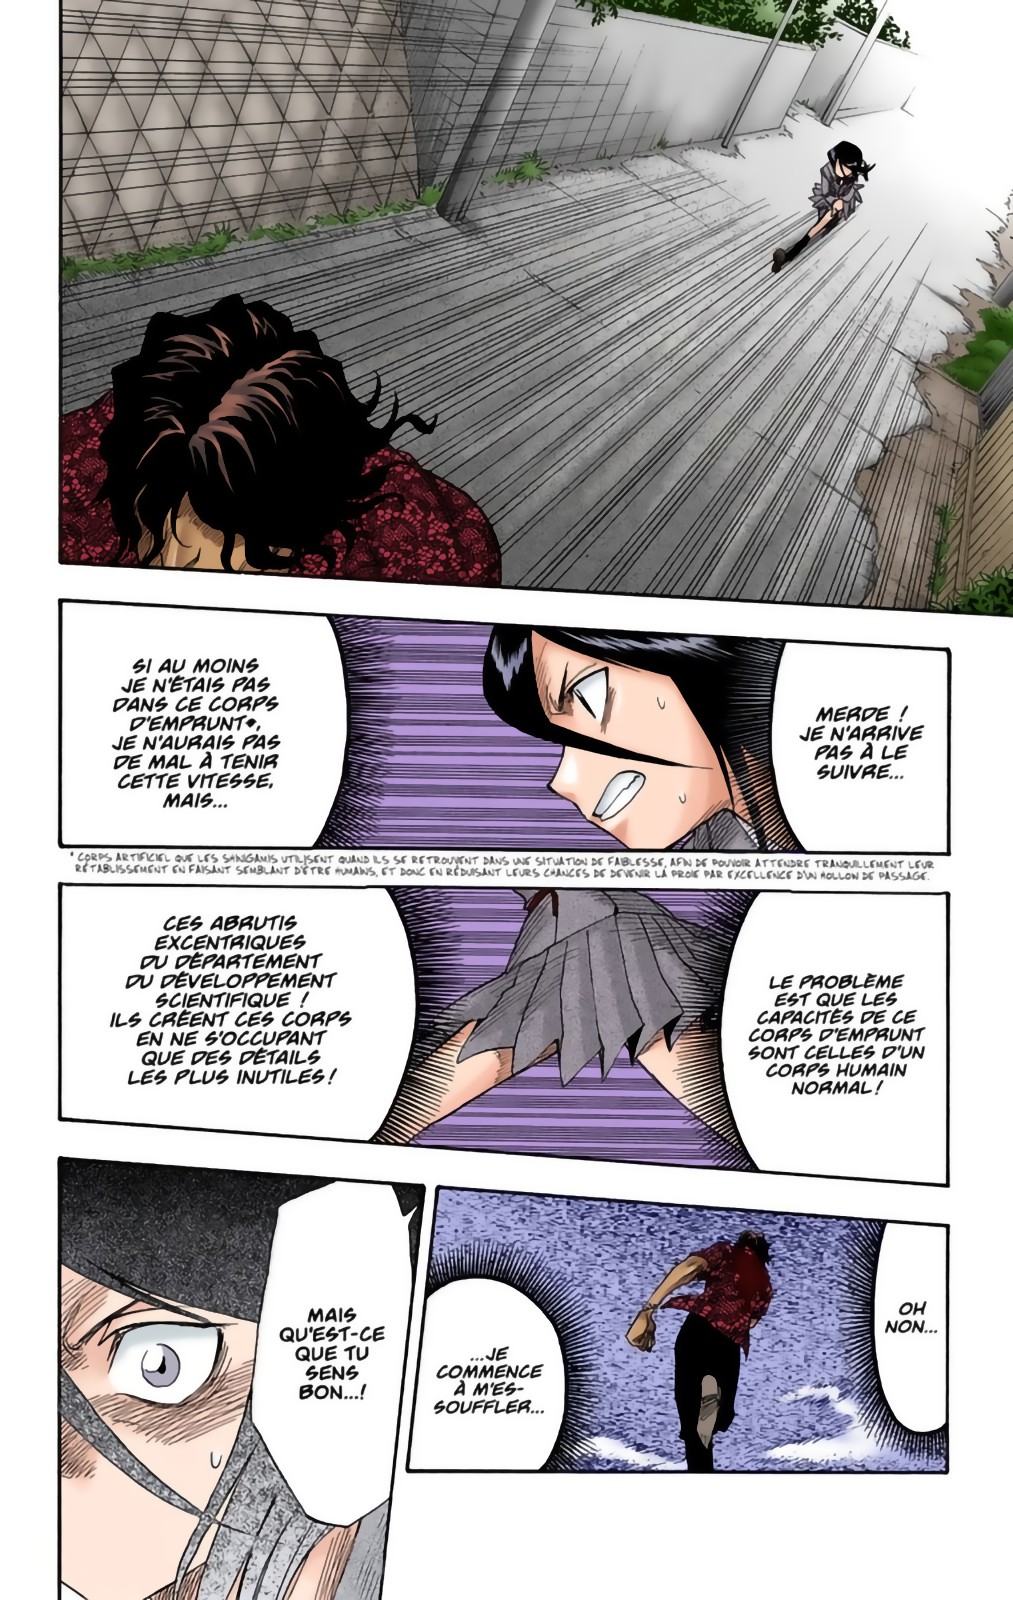 MERDE !
JE N'ARRIVE
PAS À LE
SUIVRE...
SI AU MOINS
JE N'ÉTAIS PAS
DANS CE CORPS
D'EMPRUNT*,
JE N'AURAIS PAS
DE MAL À TENIR
CETTE VITESSE,
MAIS...
* CORPS ARTIFICIEL QUE LES SHINIGAMIS UTILISENT QUAND ILS SE RETROUVENT DANS UNE SITUATION DE FAIBLESSE, AFIN DE POUVOIR ATTENDRE TRANQUILLEMENT LEUR
RÉTABLISSEMENT EN FAISANT SEMBLANT D'ÊTRE HUMAINS, ET DONC EN RÉDUISANT LEURS CHANCES DE DEVENIR LA PROIE PAR EXCELLENCE D'UN HOLLOW DE PASSAGE.
LE PROBLÈME
EST QUE LES
CAPACITÉS DE CE
CORPS D'EMPRUNT
SONT CELLES D'UN
CORPS HUMAIN
NORMAL !
CES ABRUTIS
EXCENTRIQUES
DU DÉPARTEMENT
DU DÉVELOPPEMENT
SCIENTIFIQUE !
ILS CRÉENT CES CORPS
EN NE S'OCCUPANT
QUE DES DÉTAILS
LES PLUS INUTILES !
OH
NON...
...JE
COMMENCE
À M'ES-
SOUFFLER...
MAIS
QU'EST-CE
QUE TU
SENS
BON...!